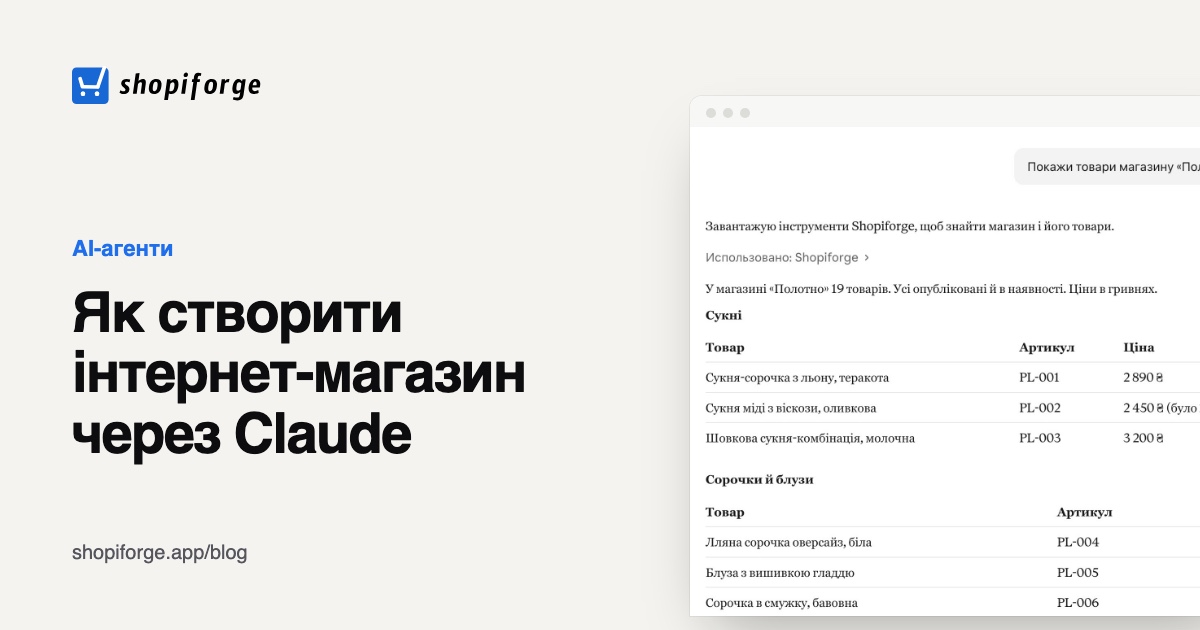 shopiforge
AI-агенти
Як створити
інтернет-магазин
через Claude
shopiforge.app/blog
Покажи товари магазину
Завантажую інструменти Shopiforge, щоб знайти магазин і його товари.
Использовано: Shopiforge
У магазині «Полотно» 19 товарів. Усі опубліковані й в наявності. Ціни в гривнях.
Сукні
Товар Артикул Ціна
Сукня-сорочка з льону, теракота PL-001 2 890 ₴
Сукня міді з віскози, оливкова PL-002 2 450 ₴ (було
Шовкова сукня-комбінація, молочна PL-003 3 200 ₴
Сорочки й блузи
Товар Артикул
Лляна сорочка оверсайз, біла PL-004
Блуза з вишивкою гладдю PL-005
Сорочка в смужку, бавовна PL-006